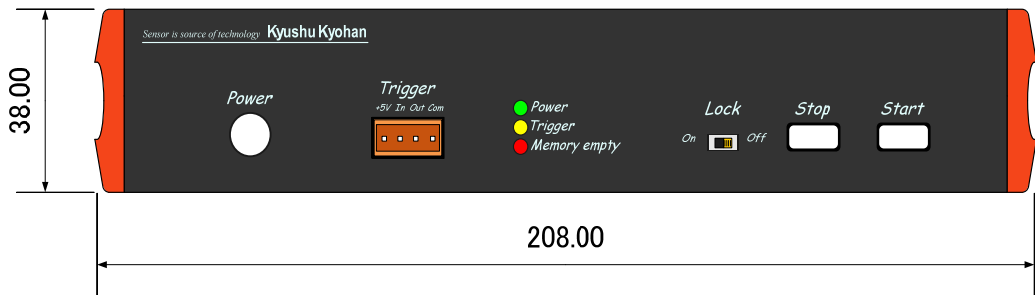 Sensor is source of technology Kyushu Kyohan
38.00
Power
Trigger
+5V In Out Com
Power
Trigger
Memory empty
Lock
On
Off
Stop
Start
208.00